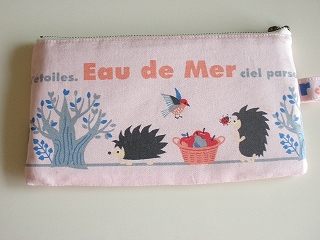 étoiles. Eau de Mer ciel pars